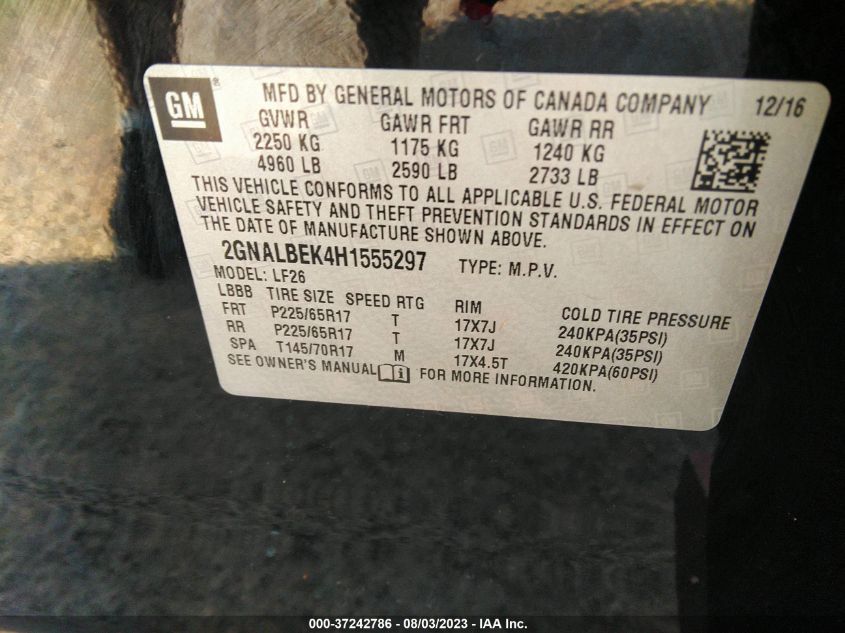 GM ® MFD BY GENERAL MOTORS OF CANADA COMPANY 12/16
GVWR GAWR FRT GAWR RR
2250 KG 1175 KG 1240 KG
4960 LB 2590 LB 2733 LB
THIS VEHICLE CONFORMS TO ALL APPLICABLE U.S. FEDERAL MOTOR
VEHICLE SAFETY AND THEFT PREVENTION STANDARDS IN EFFECT ON
THE DATE OF MANUFACTURE SHOWN ABOVE.
2GNALBEK4H1555297 TYPE: M.P.V.
MODEL: LF26
LBBB TIRE SIZE SPEED RTG RIM COLD TIRE PRESSURE
FRT P225/65R17 T 17X7J 240KPA(35PSI)
RR P225/65R17 T 17X7J 240KPA(35PSI)
SPA T145/70R17 M 17X4.5T 420KPA(60PSI)
SEE OWNER'S MANUAL FOR MORE INFORMATION.
000-37242786 - 08/03/2023 - IAA Inc.